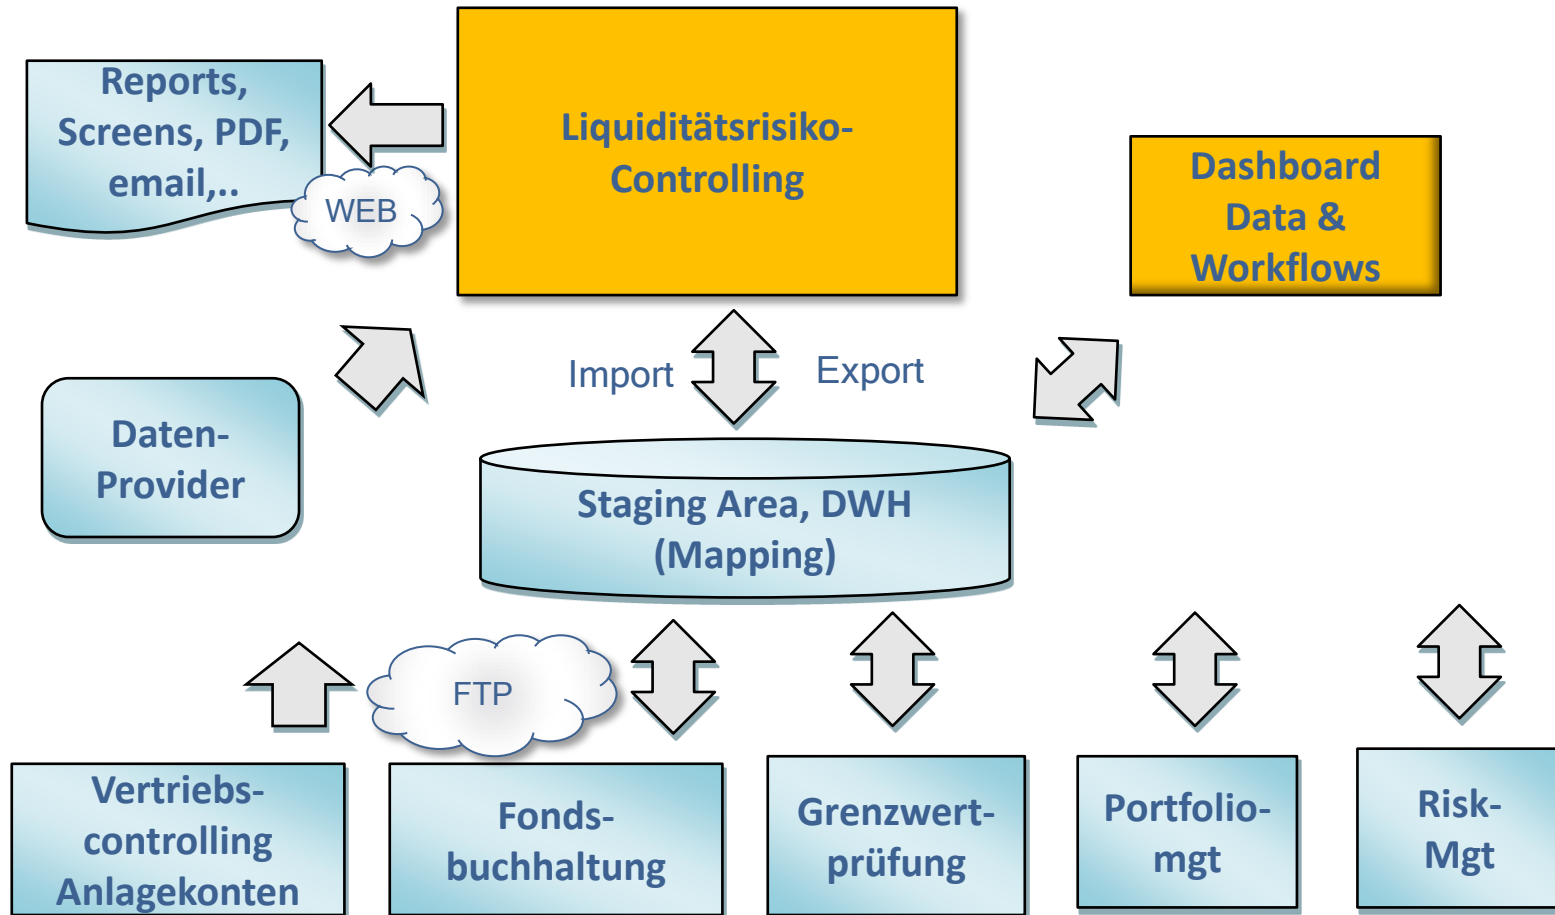 Reports,
Screens, PDF,
email,..
WEB
Liquiditätsrisiko-
Controlling
Dashboard
Data &
Workflows
Import
Export
Daten-
Provider
Staging Area, DWH
(Mapping)
FTP
Vertriebs-
controlling
Anlagekonten
Fonds-
buchhaltung
Grenzwert-
prüfung
Portfolio-
mgt
Risk-
Mgt